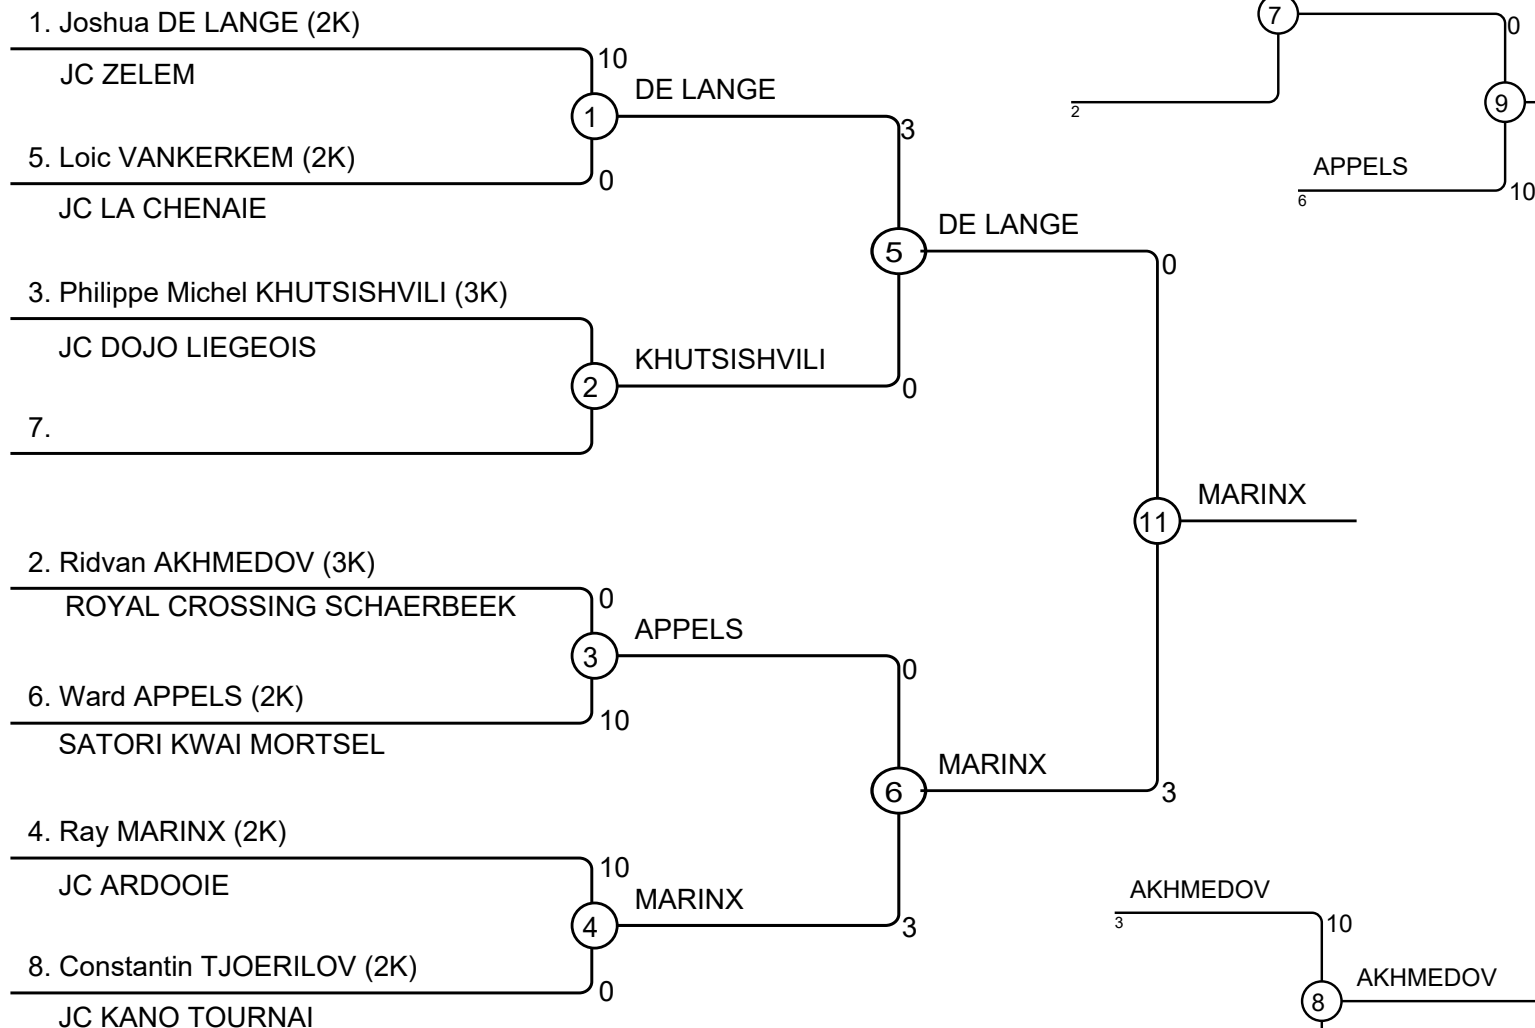 1. Joshua DE LANGE (2K)
JC ZELEM
10
1
DE LANGE
5. Loic VANKERKEM (2K)
0
JC LA CHENAIE
3
5
DE LANGE
3. Philippe Michel KHUTSISHVILI (3K)
JC DOJO LIEGEOIS
2
KHUTSISHVILI
0
7.
0
11
MARINX
2. Ridvan AKHMEDOV (3K)
ROYAL CROSSING SCHAERBEEK
0
3
APPELS
6. Ward APPELS (2K)
10
SATORI KWAI MORTSEL
0
6
MARINX
3
4. Ray MARINX (2K)
JC ARDOOIE
10
4
MARINX
3
8. Constantin TJOERILOV (2K)
0
JC KANO TOURNAI
7
0
2
9
APPELS
6
10
AKHMEDOV
3
10
8
AKHMEDOV